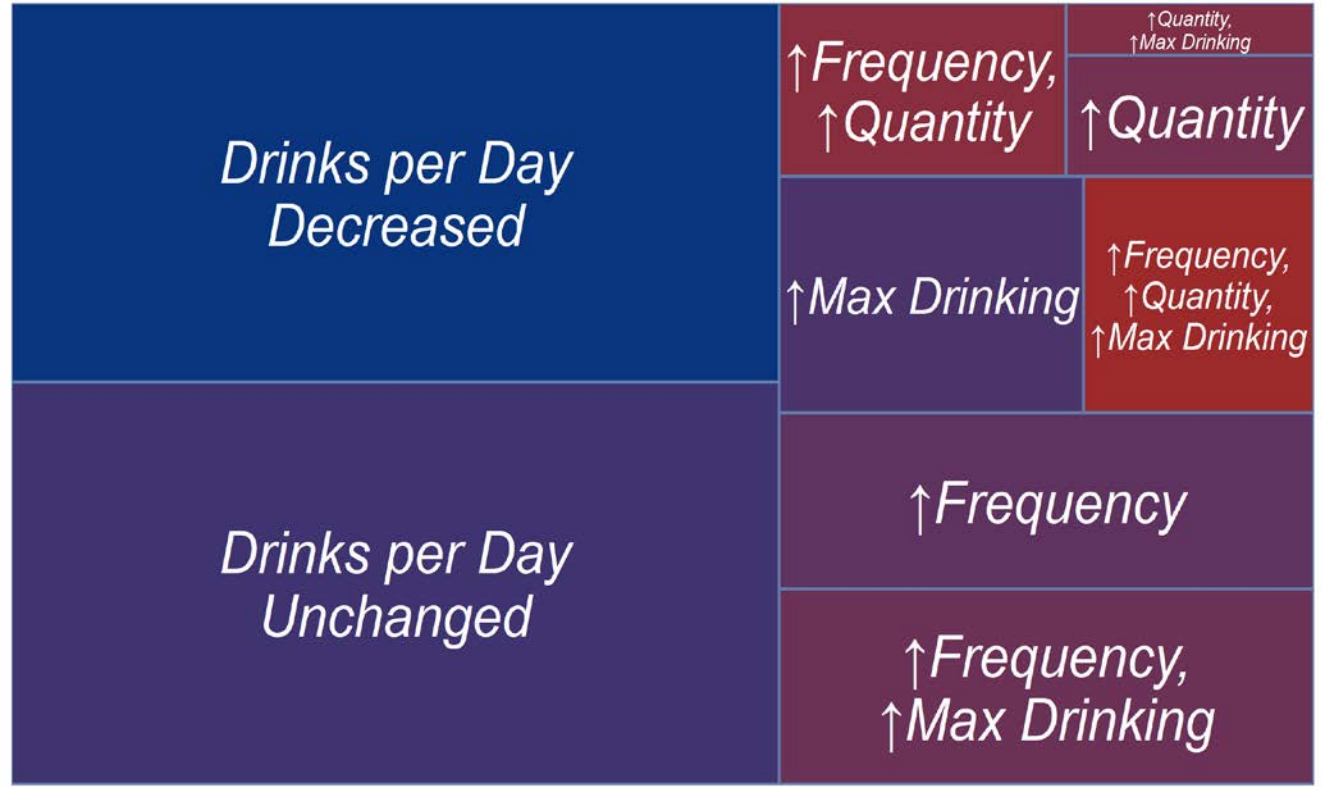 Drinks per Day
Decreased
Drinks per Day
Unchanged
↑Frequency,
↑Quantity
↑Quantity,
↑Max Drinking
↑Quantity
↑Max Drinking
↑Frequency,
↑Quantity,
↑Max Drinking
↑Frequency
↑Frequency,
↑Max Drinking